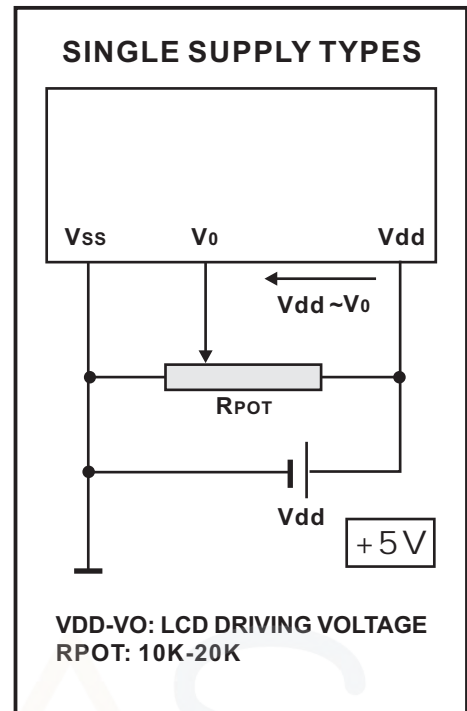 SINGLE SUPPLY TYPES
Vss V0 Vdd
Vdd ~V0
RPOT
Vdd
+5V
VDD-VO: LCD DRIVING VOLTAGE
RPOT: 10K-20K